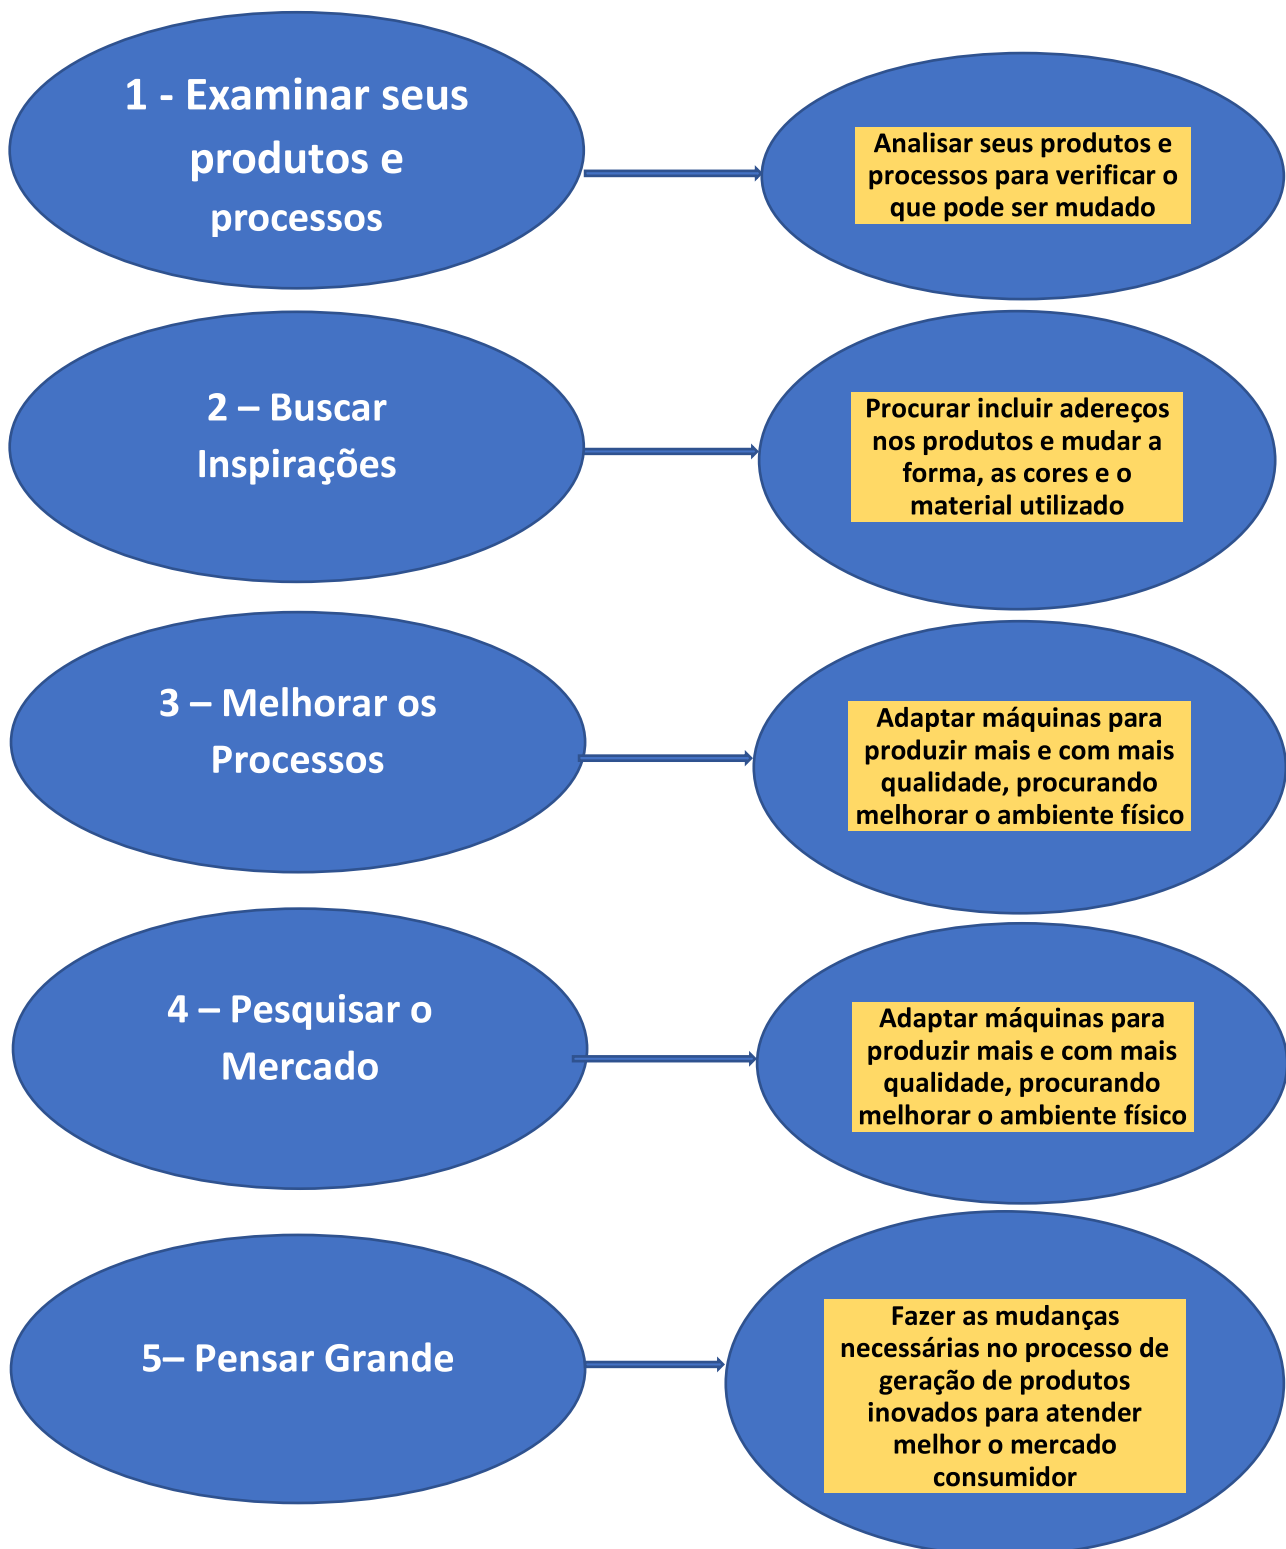 1 - Examinar seus
produtos e
processos
Analisar seus produtos e
processos para verificar o
que pode ser mudado
2 – Buscar
Inspirações
Procurar incluir adereços
nos produtos e mudar a
forma, as cores e o
material utilizado
3 – Melhorar os
Processos
Adaptar máquinas para
produzir mais e com mais
qualidade, procurando
melhorar o ambiente físico
4 – Pesquisar o
Mercado
Adaptar máquinas para
produzir mais e com mais
qualidade, procurando
melhorar o ambiente físico
5– Pensar Grande
Fazer as mudanças
necessárias no processo de
geração de produtos
inovados para atender
melhor o mercado
consumidor